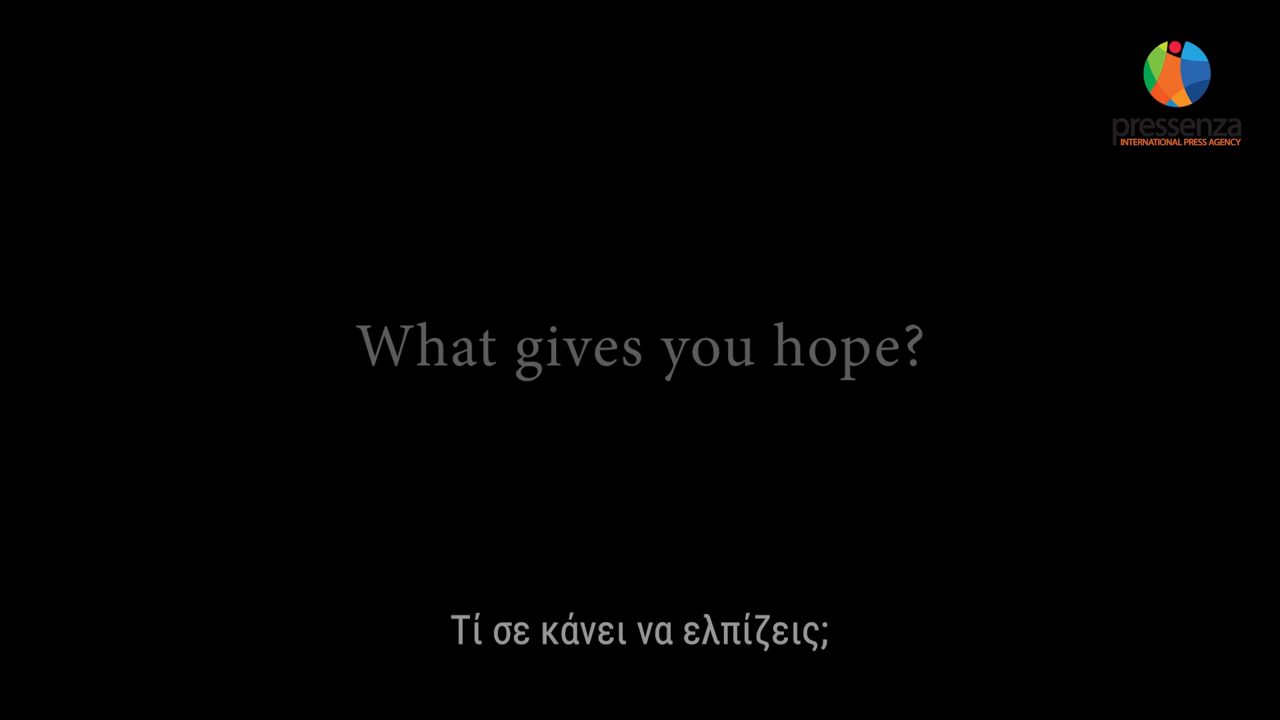 pressenza
INTERNATIONAL PRESS AGENCY
What gives you hope?
Τί σε κάνει να ελπίζεις;